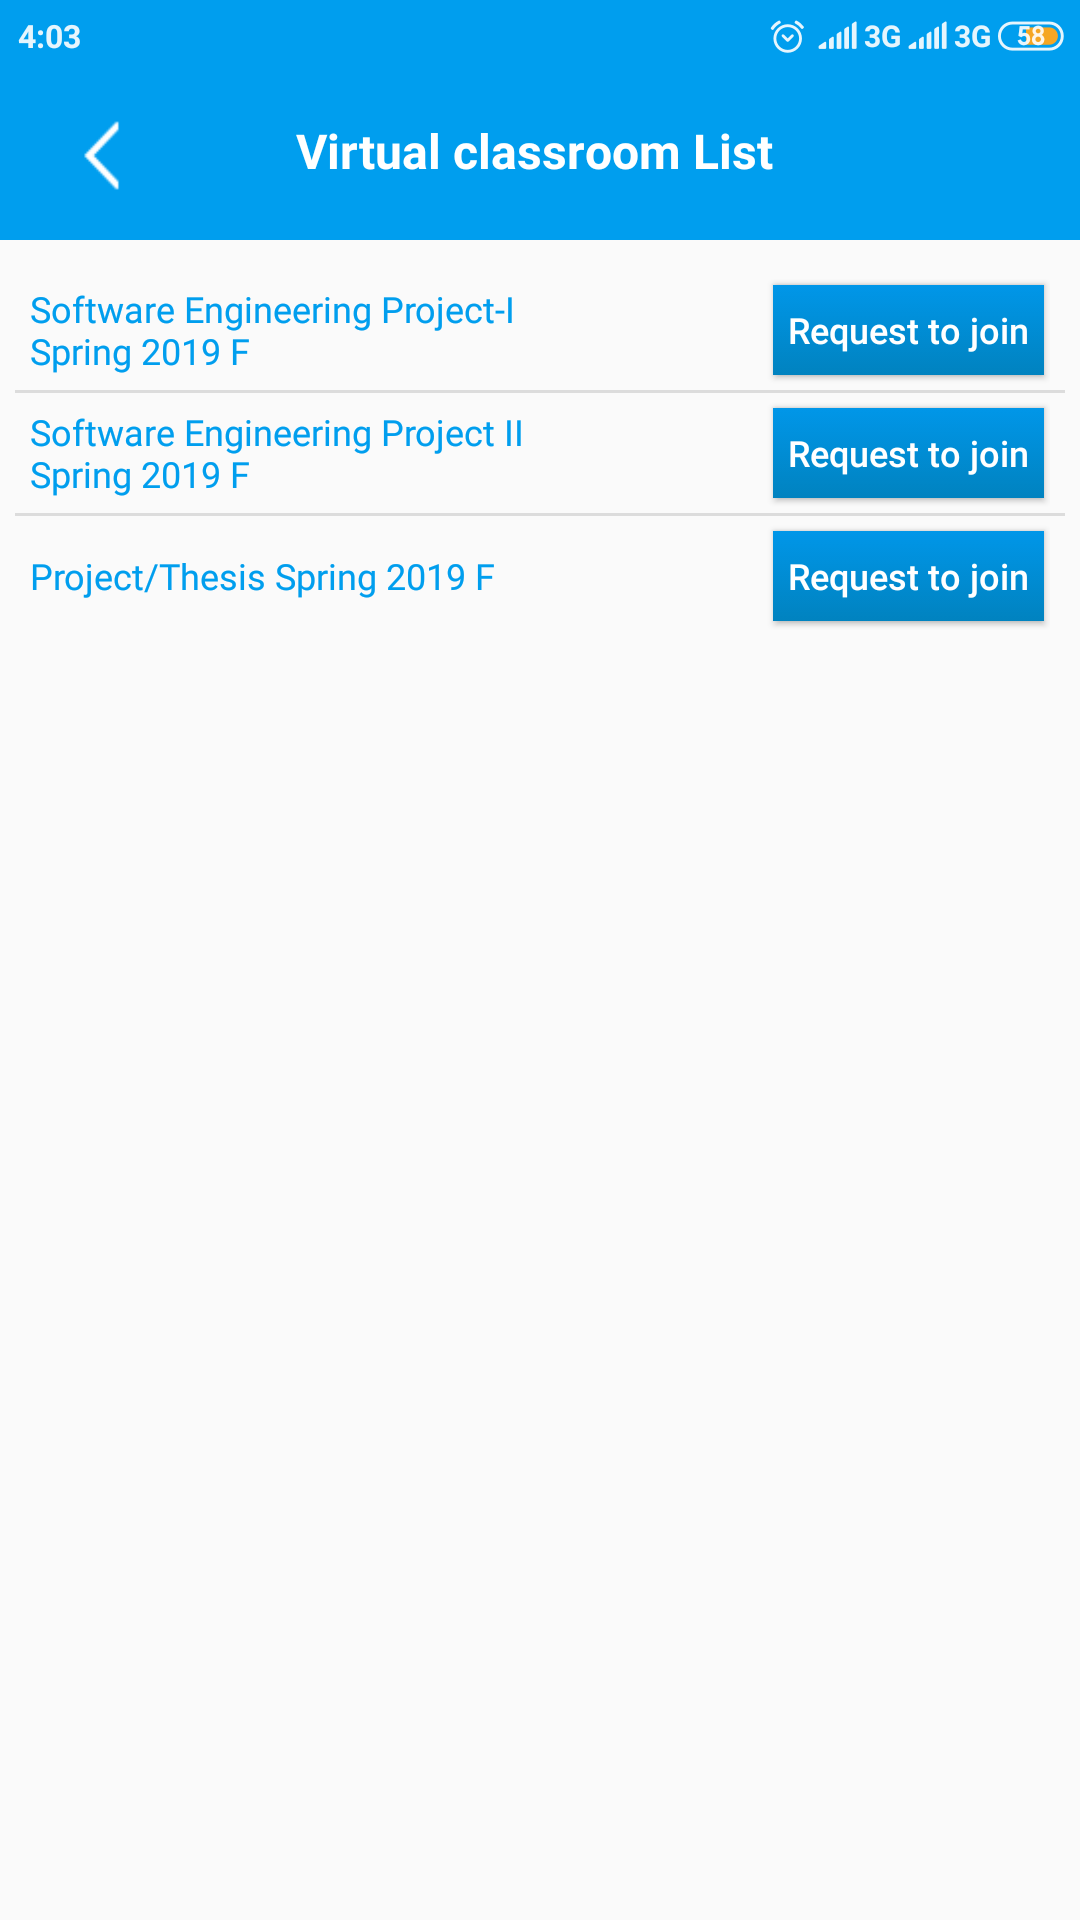 4:03 3G 3G 58
Virtual classroom List
Software Engineering Project-I
Spring 2019 F
Request to join
Software Engineering Project II
Spring 2019 F
Request to join
Project/Thesis Spring 2019 F
Request to join